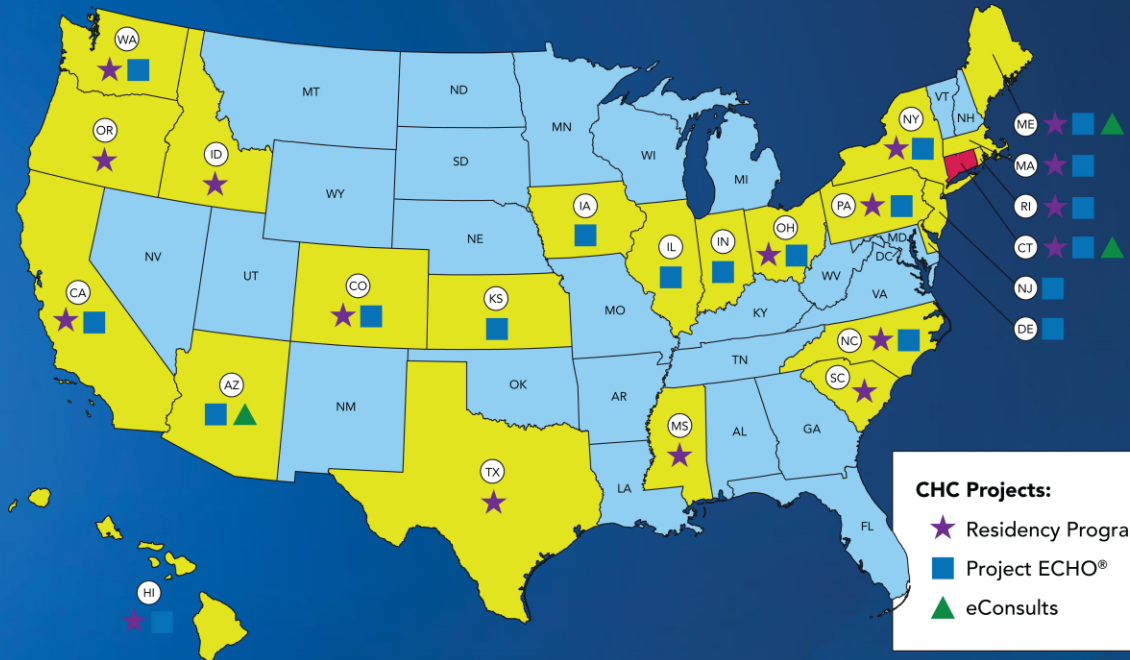 WA
MT
ND
MN
VT
NH
NY
ME
OR
ID
SD
WI
MI
MA
WY
IA
PA
RI
NE
IL
IN
OH
MD
DC
CT
NV
UT
CO
KS
MO
WV
VA
NJ
CA
KY
DE
NC
TN
AZ
NM
OK
AR
SC
MS
AL
GA
TX
LA
FL
HI
CHC Projects:
Residency Progra
Project ECHO®
eConsults